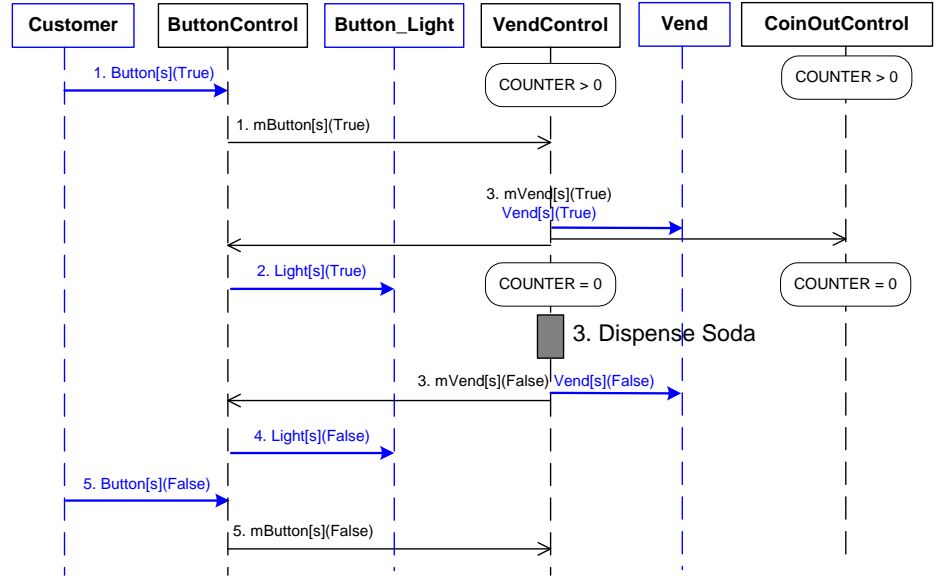 Customer
ButtonControl
Button_Light
VendControl
Vend
CoinOutControl
1. Button[s](True)
COUNTER > 0
COUNTER > 0
1. mButton[s](True)
3. mVend[s](True)
Vend[s](True)
2. Light[s](True)
COUNTER = 0
COUNTER = 0
3. Dispense Soda
3. mVend[s](False)
Vend[s](False)
4. Light[s](False)
5. Button[s](False)
5. mButton[s](False)